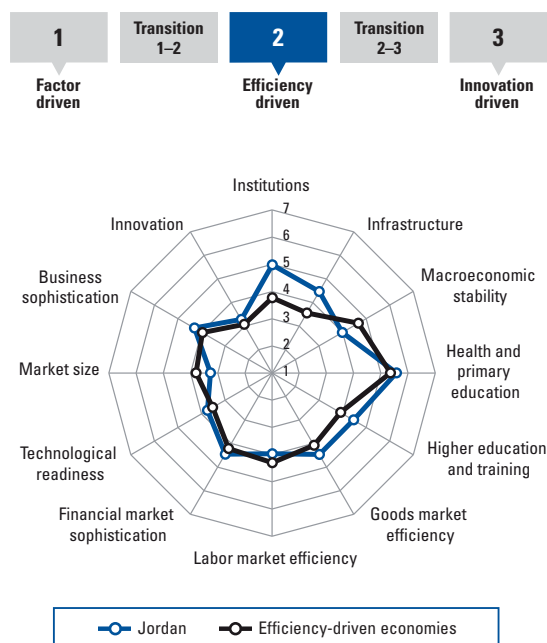 1
Transition
1–2
2
Transition
2–3
3
Factor
driven
Efficiency
driven
Innovation
driven
Institutions
Infrastructure
Macroeconomic
stability
Health and
primary
education
Higher education
and training
Goods market
efficiency
Labor market efficiency
Financial market
sophistication
Technological
readiness
Market size
Business
sophistication
Innovation
7
6
5
4
3
2
1
Jordan
Efficiency-driven economies